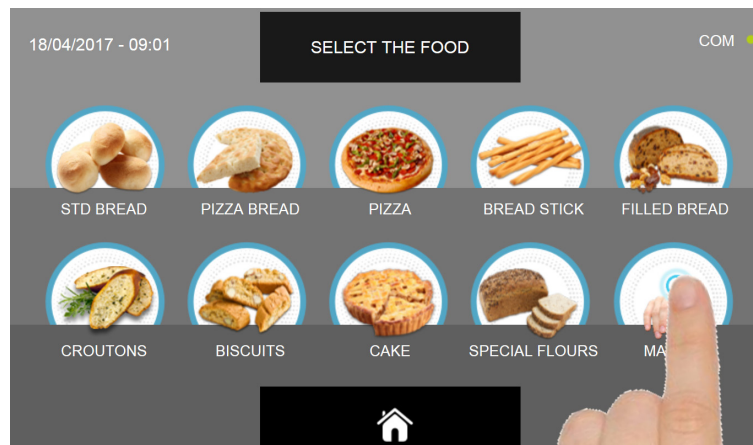 18/04/2017 - 09:01
SELECT THE FOOD
COM
STD BREAD
PIZZA BREAD
PIZZA
BREAD STICK
FILLED BREAD
CROUTONS
BISCUITS
CAKE
SPECIAL FLOURS